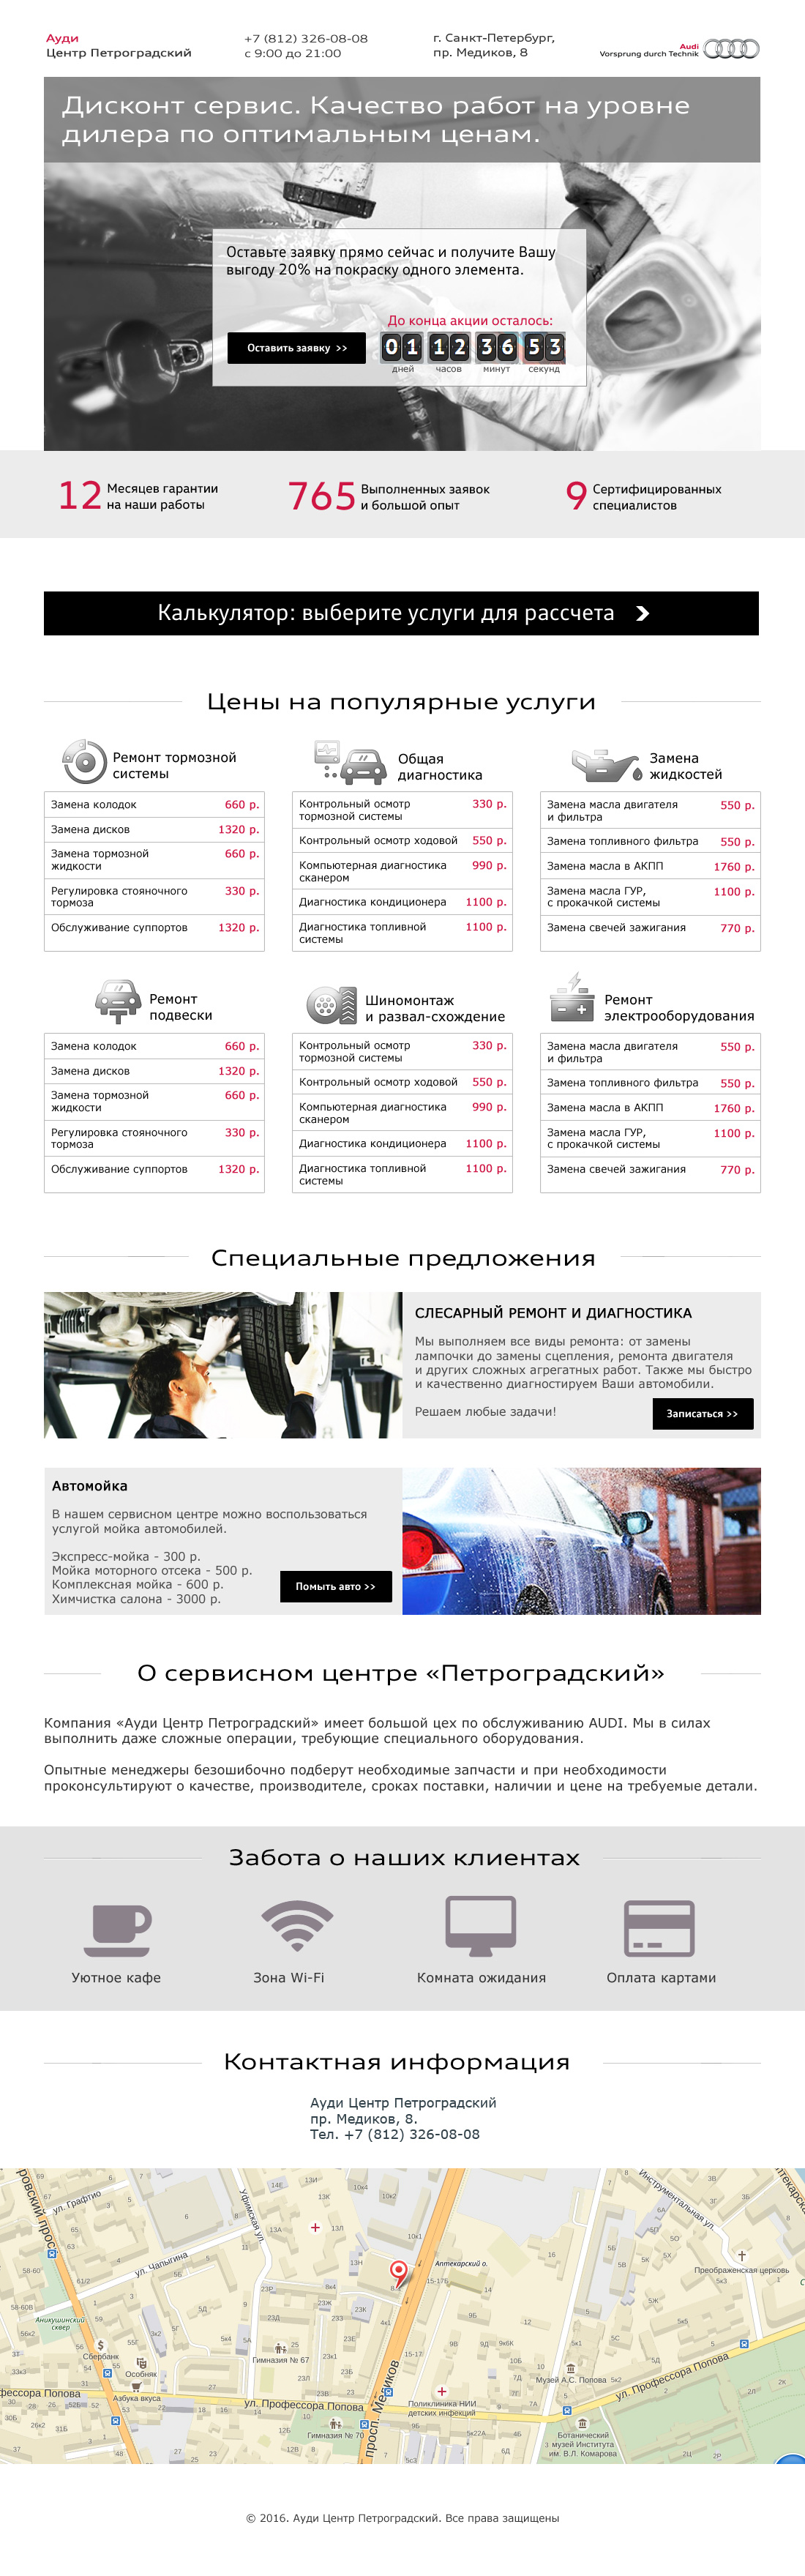 Ауди
Центр Петроградский
+7 (812) 326-08-08
с 9:00 до 21:00
г. Санкт-Петербург,
пр. Медиков, 8
Audi
Vorsprung durch Technik
Дисконт сервис. Качество работ на уровне
дилера по оптимальным ценам.
Оставьте заявку прямо сейчас и получите Вашу
выгоду 20% на покраску одного элемента.
До конца акции осталось:
Оставить заявку >>
01 12 36 53
дней часов минут секунд
12 Месяцев гарантии
на наши работы
765 Выполненных заявок
и большой опыт
9 Сертифицированных
специалистов
Калькулятор: выберите услуги для рассчета
Цены на популярные услуги
Ремонт тормозной
системы
Замена колодок 660 р.
Замена дисков 1320 р.
Замена тормозной 660 р.
жидкости
Регулировка стояночного 330 р.
тормоза
Обслуживание суппортов 1320 р.
Общая
диагностика
Контрольный осмотр 330 р.
тормозной системы
Контрольный осмотр ходовой 550 р.
Компьютерная диагностика 990 р.
сканером
Диагностика кондиционера 1100 р.
Диагностика топливной 1100 р.
системы
Замена
жидкостей
Замена масла двигателя 550 р.
и фильтра
Замена топливного фильтра 550 р.
Замена масла в АКПП 1760 р.
Замена масла ГУР, 1100 р.
с прокачкой системы
Замена свечей зажигания 770 р.
Ремонт
подвески
Замена колодок 660 р.
Замена дисков 1320 р.
Замена тормозной 660 р.
жидкости
Регулировка стояночного 330 р.
тормоза
Обслуживание суппортов 1320 р.
Шиномонтаж
и развал-схождение
Контрольный осмотр 330 р.
тормозной системы
Контрольный осмотр ходовой 550 р.
Компьютерная диагностика 990 р.
сканером
Диагностика кондиционера 1100 р.
Диагностика топливной 1100 р.
системы
Ремонт
электрооборудования
Замена масла двигателя 550 р.
и фильтра
Замена топливного фильтра 550 р.
Замена масла в АКПП 1760 р.
Замена масла ГУР, 1100 р.
с прокачкой системы
Замена свечей зажигания 770 р.
Специальные предложения
СЛЕСАРНЫЙ РЕМОНТ И ДИАГНОСТИКА
Мы выполняем все виды ремонта: от замены
лампочки до замены сцепления, ремонта двигателя
и других сложных агрегатных работ. Также мы быстро
и качественно диагностируем Ваши автомобили.
Решаем любые задачи!
Записаться >>
Автомойка
В нашем сервисном центре можно воспользоваться
услугой мойка автомобилей.
Экспресс-мойка - 300 р.
Мойка моторного отсека - 500 р.
Комплексная мойка - 600 р.
Химчистка салона - 3000 р.
Помыть авто >>
О сервисном центре «Петроградский»
Компания «Ауди Центр Петроградский» имеет большой цех по обслуживанию AUDI. Мы в силах
выполнить даже сложные операции, требующие специального оборудования.
Опытные менеджеры безошибочно подберут необходимые запчасти и при необходимости
проконсультируют о качестве, производителе, сроках поставки, наличии и цене на требуемые детали.
Забота о наших клиентах
Уютное кафе
Зона Wi-Fi
Комната ожидания
Оплата картами
Контактная информация
Ауди Центр Петроградский
пр. Медиков, 8.
Тел. +7 (812) 326-08-08
ул. Графтио
Уфимская ул.
Инструментальная ул.
ул. Чапыгина
Аптекарский о.
Преображенская церковь
Аникушинский
сквер
Сбербанк
Особняк
Азбука вкуса
Гимназия № 67
Музей А.С. Попова
ул. Профессора Попова
ул. Профессора Попова
просп. Медиков
Поликлиника НИИ
детских инфекций
Гимназия № 70
Ботанический
музей Института
им. В.Л. Комарова
© 2016. Ауди Центр Петроградский. Все права защищены